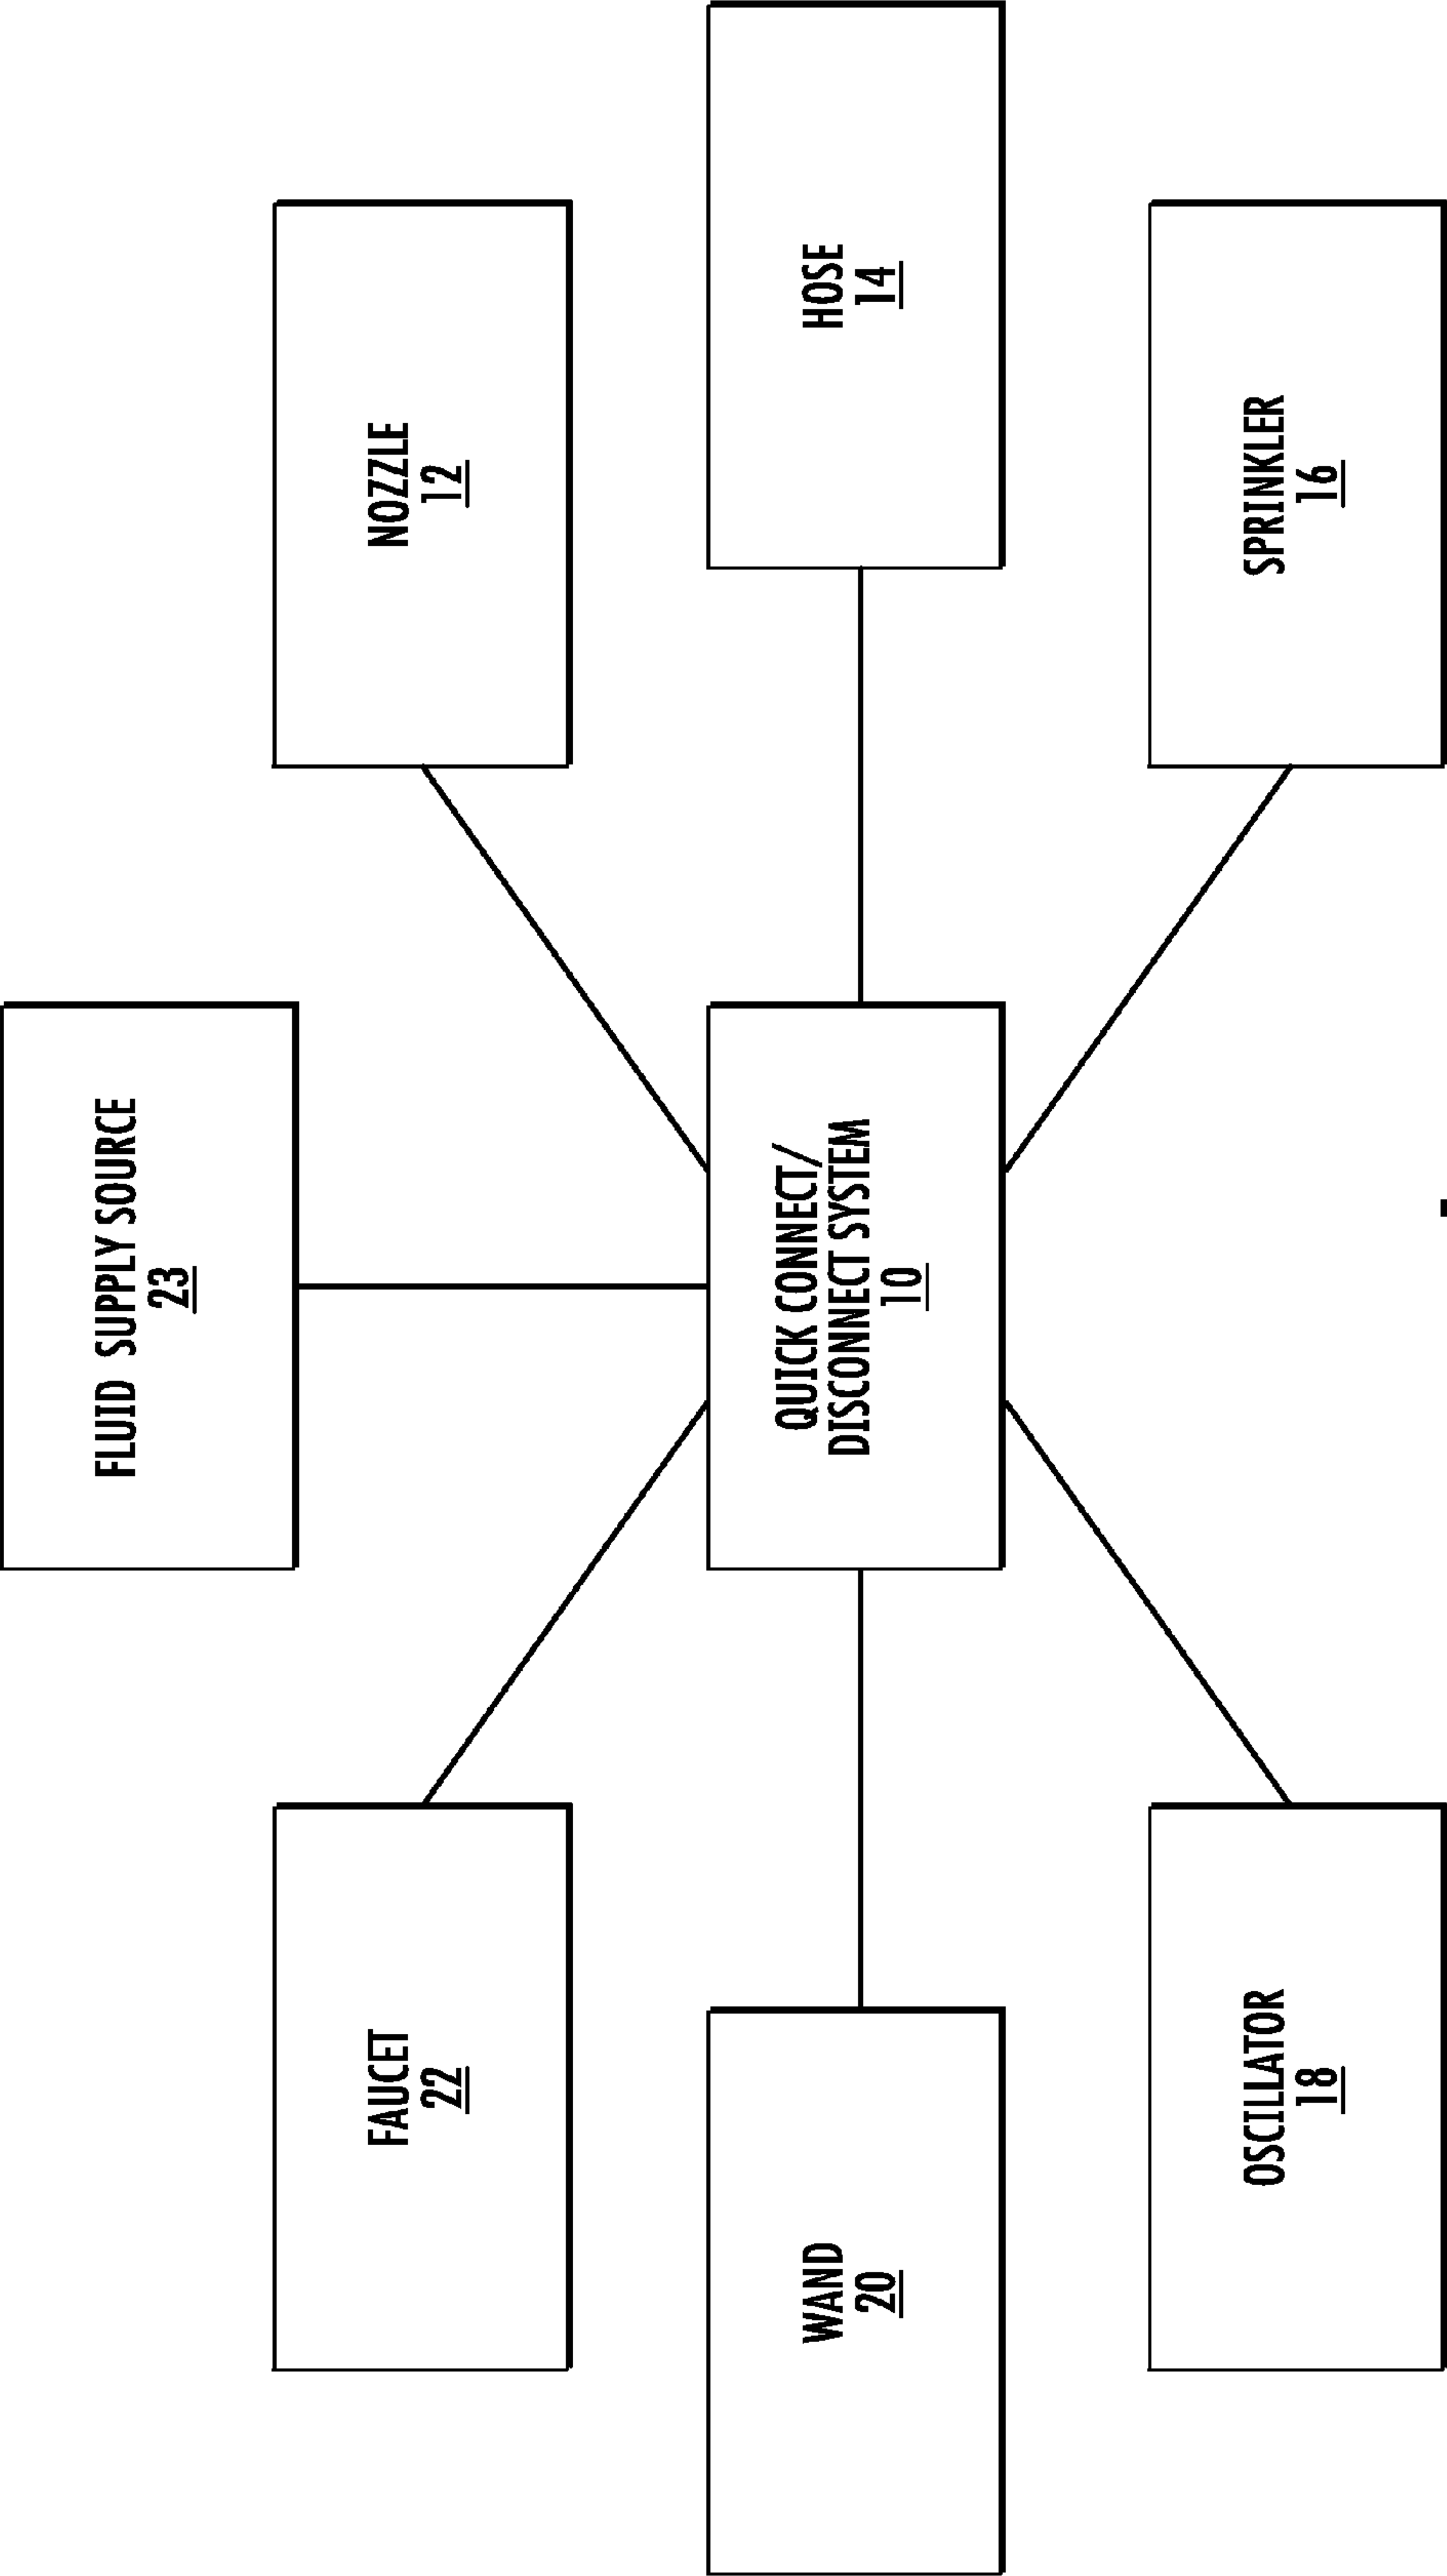 FLUID SUPPLY SOURCE
23
FAUCET
22
NOZZLE
12
WAND
20
QUICK CONNECT/
DISCONNECT SYSTEM
10
HOSE
14
OSCILLATOR
18
SPRINKLER
16